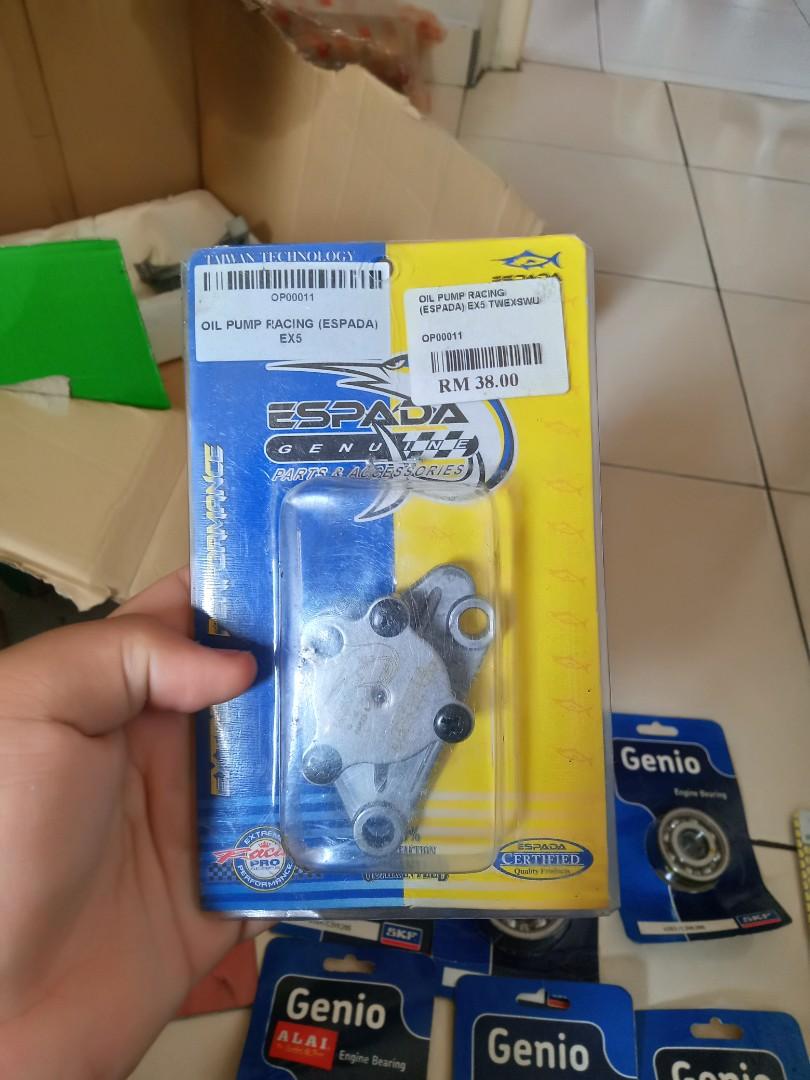 TAIWAN TECHNOLOGY
OP00011
OIL PUMP RACING (ESPADA)
EX5
ESPADA
OIL PUMP RACING
(ESPADA) EX5 TWEXSWU
OP00011
RM 38.00
ESPADA
GENUINE
PARTS & ACCESSORIES
PERFORMANCE
EXTREME
PRO
PERFORMANCE
ESPADA
CERTIFIED
Quality Products
Genio
Engine Bearing
SKF
SKF
Genio
ALAI
Engine Bearing
Genio
Genio